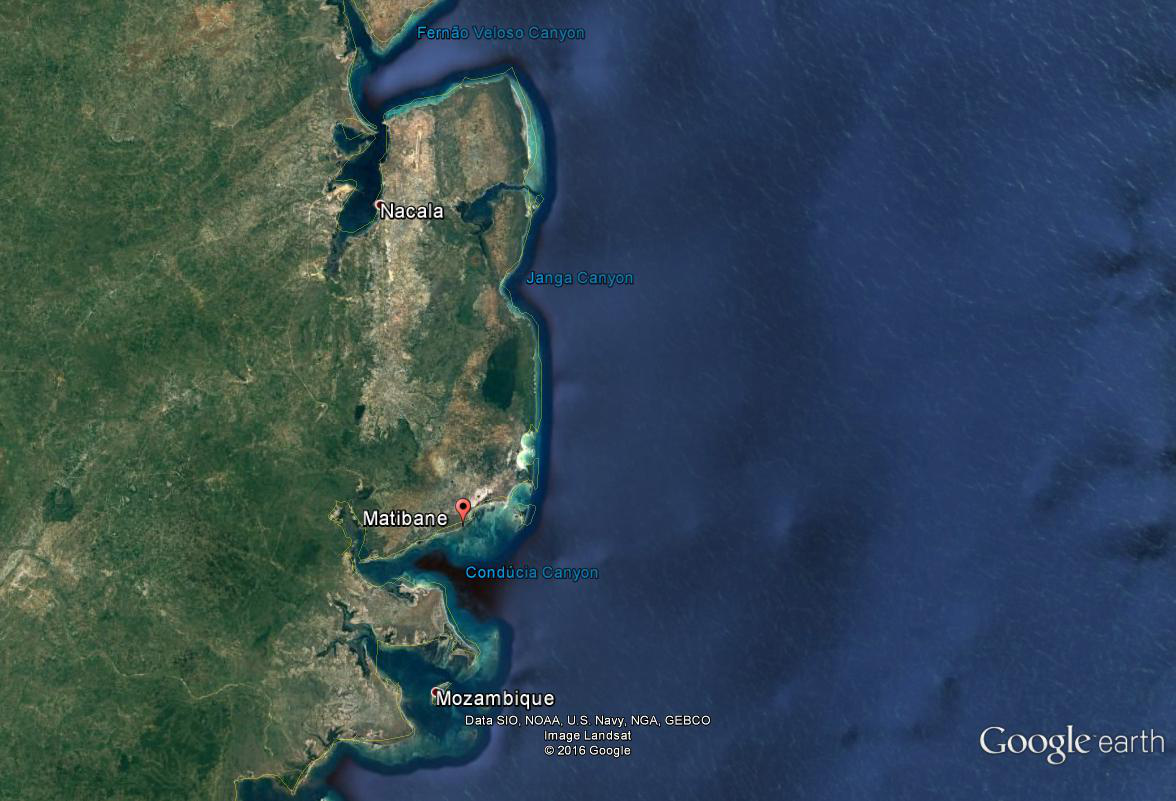 Fernão Veloso Canyon
Nacala
Janga Canyon
Matibane
Condúcia Canyon
Mozambique
Data SIO, NOAA, U.S. Navy, NGA, GEBCO
Image Landsat
© 2016 Google
Google earth